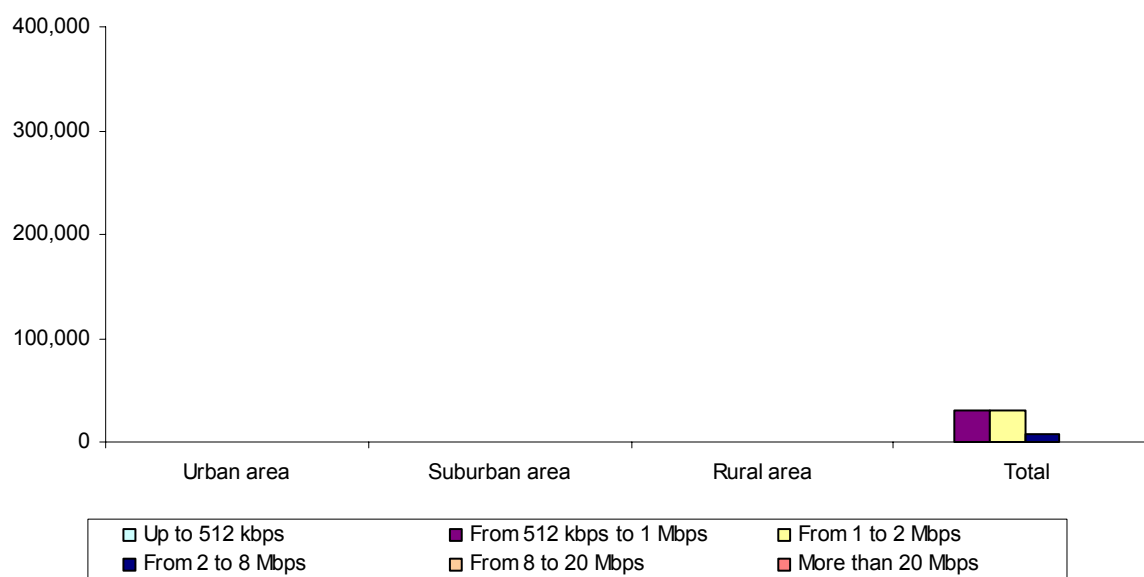 400,000
300,000
200,000
100,000
0
Urban area Suburban area Rural area Total
Up to 512 kbps From 512 kbps to 1 Mbps From 1 to 2 Mbps
From 2 to 8 Mbps From 8 to 20 Mbps More than 20 Mbps